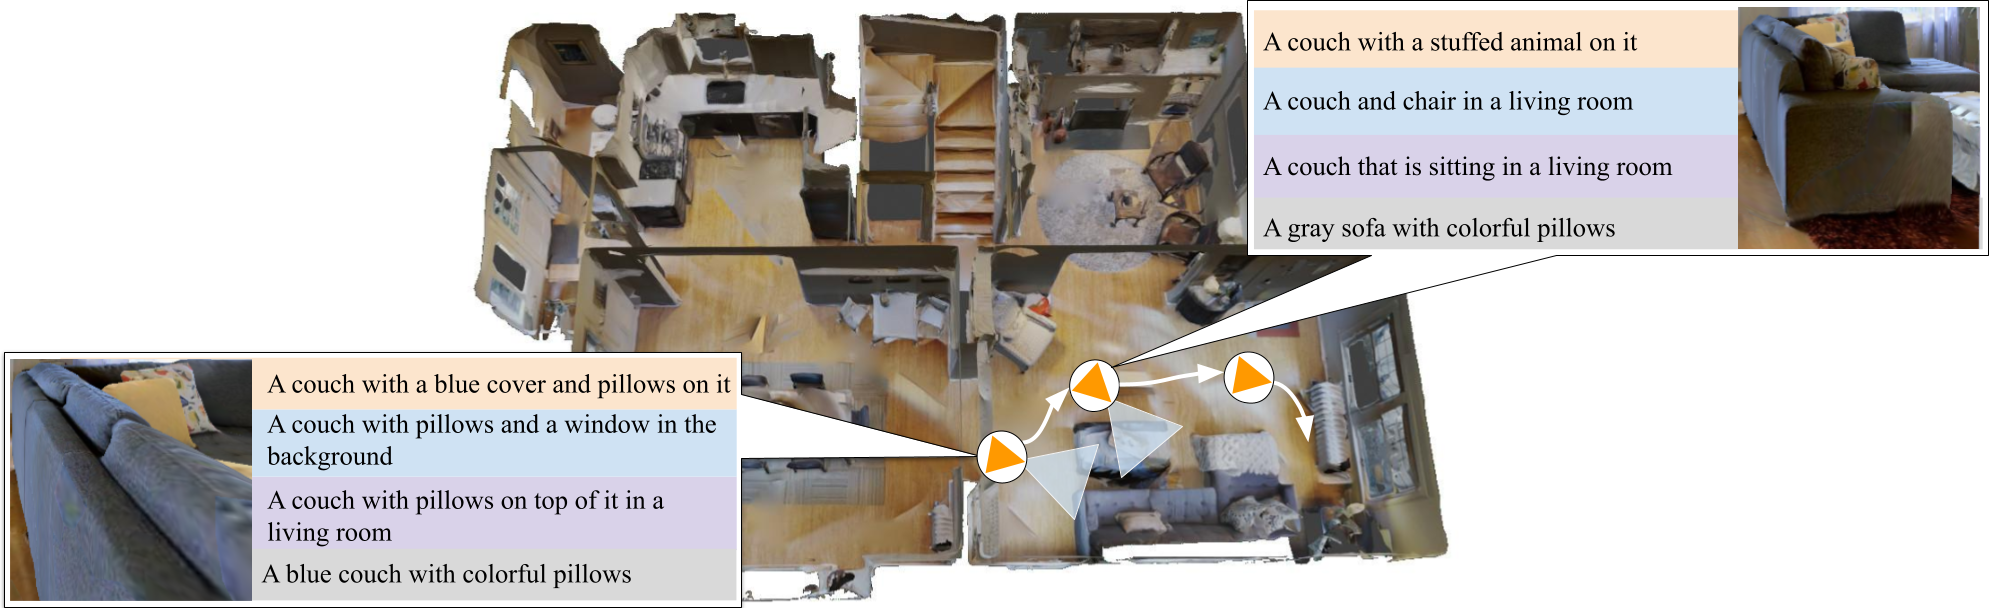 A couch with a stuffed animal on it
A couch and chair in a living room
A couch that is sitting in a living room
A gray sofa with colorful pillows
A couch with a blue cover and pillows on it
A couch with pillows and a window in the
background
A couch with pillows on top of it in a
living room
A blue couch with colorful pillows